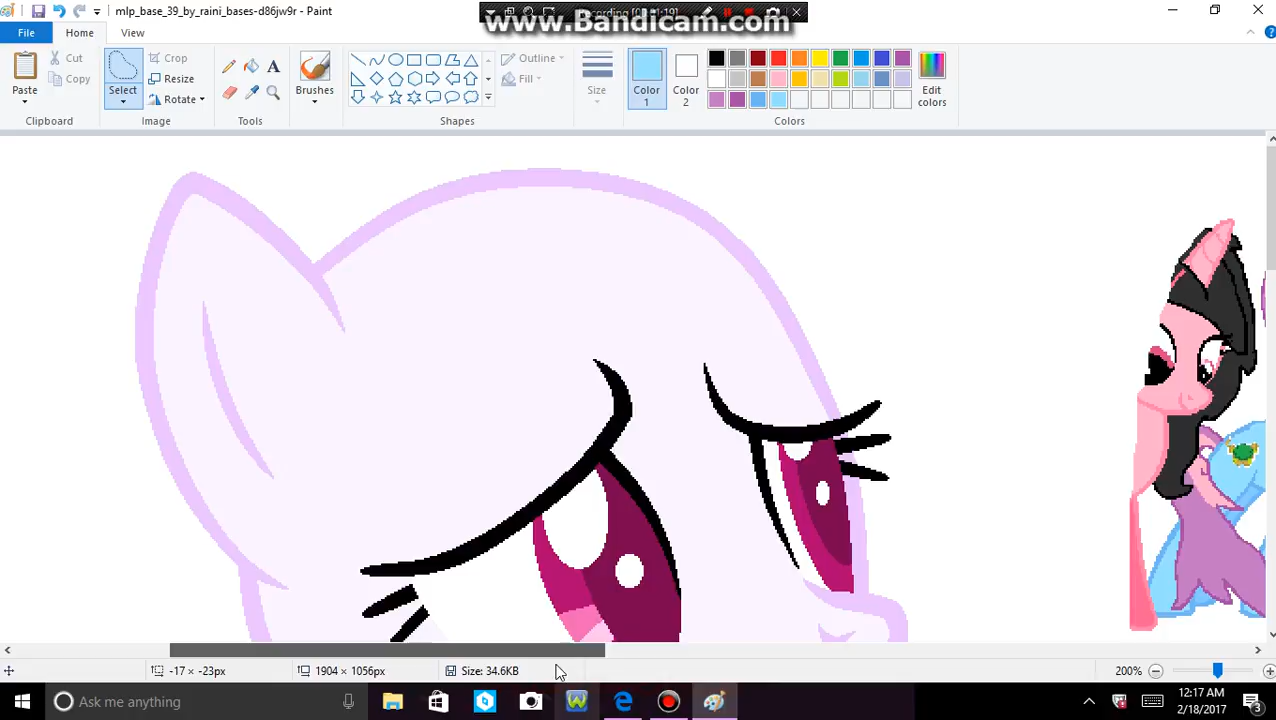 mlp_base_39_by_raini_bases-d86jw9r - Paint
www.Bandicam.com
File
Home
View
Paste
Cut
Copy
Clipboard
Select
Crop
Resize
Rotate
Image
Tools
Brushes
Outline
Fill
Shapes
Size
Color 1
Color 2
Edit colors
Colors
-17 × -23px
1904 × 1056px
Size: 34.6KB
200%
Ask me anything
12:17 AM
2/18/2017